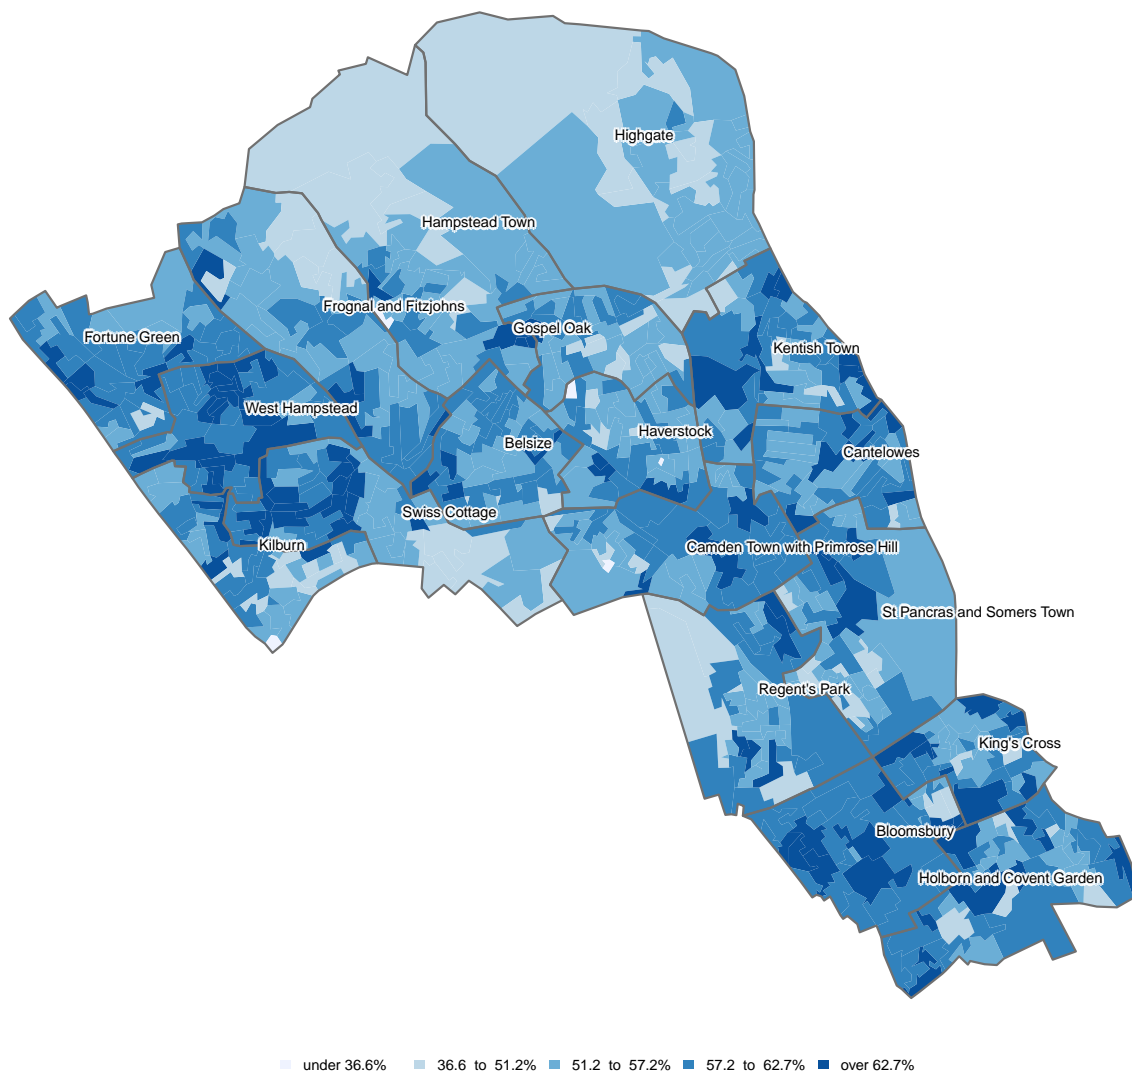 Highgate
Hampstead Town
Frognal and Fitzjohns
Gospel Oak
Fortune Green
Kentish Town
West Hampstead
Haverstock
Belsize
Cantelowes
Swiss Cottage
Kilburn
Camden Town with Primrose Hill
St Pancras and Somers Town
Regent's Park
King's Cross
Bloomsbury
Holborn and Covent Garden
under 36.6% 36.6 to 51.2% 51.2 to 57.2% 57.2 to 62.7% over 62.7%